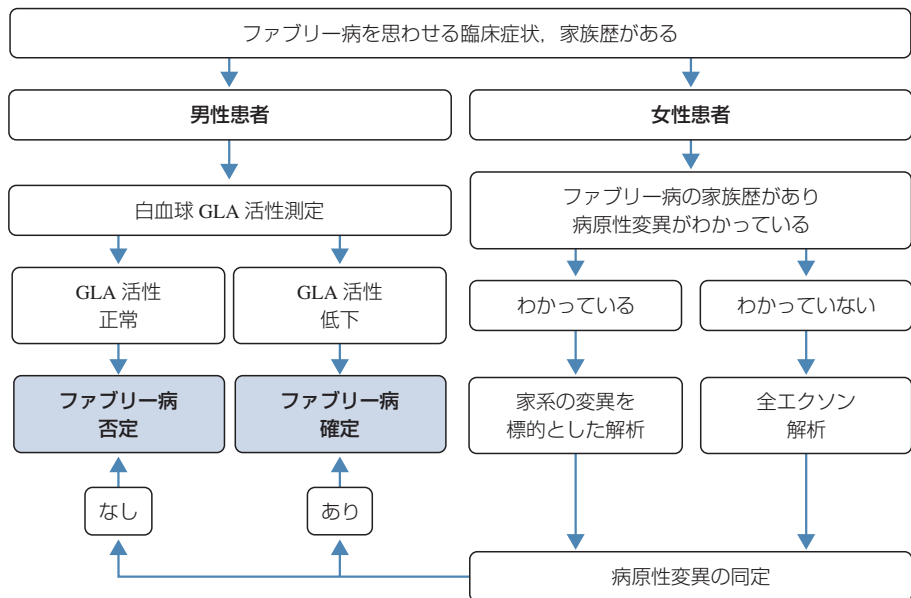 ファブリー病を思わせる臨床症状，家族歴がある
男性患者
女性患者
白血球 GLA 活性測定
ファブリー病の家族歴があり
病原性変異がわかっている
GLA 活性
正常
GLA 活性
低下
わかっている
わかっていない
ファブリー病
否定
ファブリー病
確定
家系の変異を
標的とした解析
全エクソン
解析
なし
あり
病原性変異の同定